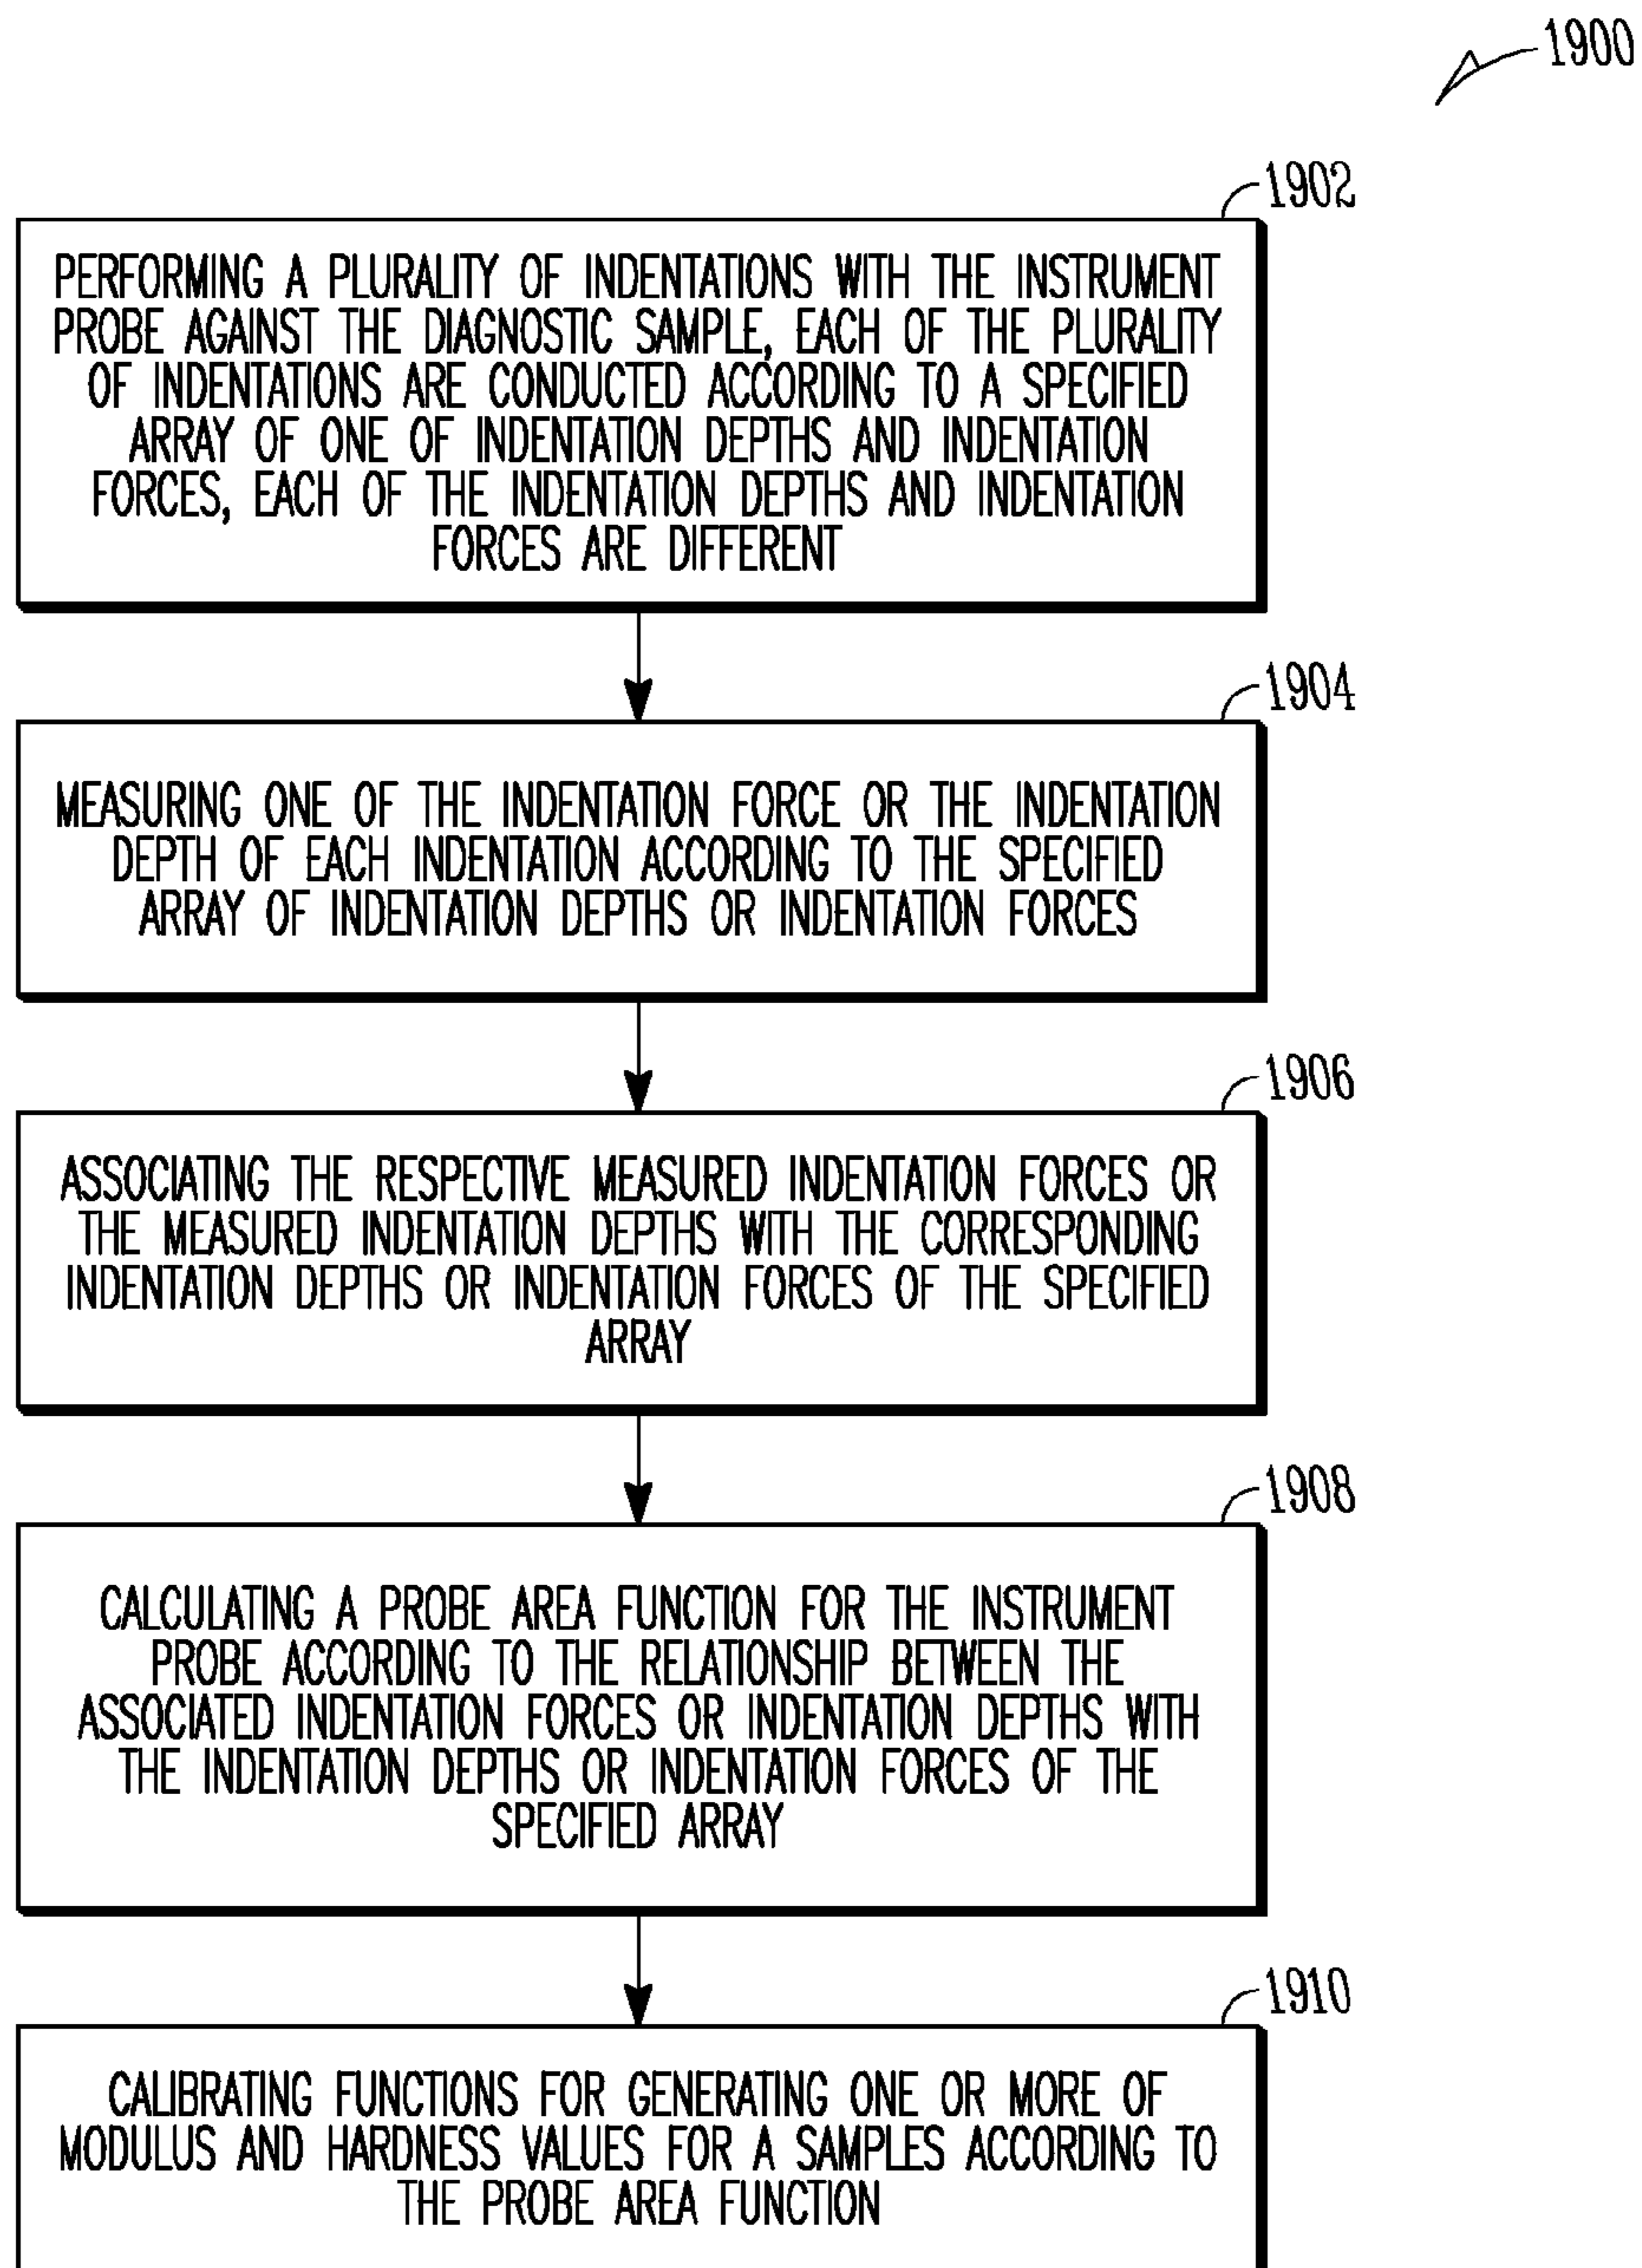 1900
1902
PERFORMING A PLURALITY OF INDENTATIONS WITH THE INSTRUMENT
PROBE AGAINST THE DIAGNOSTIC SAMPLE, EACH OF THE PLURALITY
OF INDENTATIONS ARE CONDUCTED ACCORDING TO A SPECIFIED
ARRAY OF ONE OF INDENTATION DEPTHS AND INDENTATION
FORCES, EACH OF THE INDENTATION DEPTHS AND INDENTATION
FORCES ARE DIFFERENT
1904
MEASURING ONE OF THE INDENTATION FORCE OR THE INDENTATION
DEPTH OF EACH INDENTATION ACCORDING TO THE SPECIFIED
ARRAY OF INDENTATION DEPTHS OR INDENTATION FORCES
1906
ASSOCIATING THE RESPECTIVE MEASURED INDENTATION FORCES OR
THE MEASURED INDENTATION DEPTHS WITH THE CORRESPONDING
INDENTATION DEPTHS OR INDENTATION FORCES OF THE SPECIFIED
ARRAY
1908
CALCULATING A PROBE AREA FUNCTION FOR THE INSTRUMENT
PROBE ACCORDING TO THE RELATIONSHIP BETWEEN THE
ASSOCIATED INDENTATION FORCES OR INDENTATION DEPTHS WITH
THE INDENTATION DEPTHS OR INDENTATION FORCES OF THE
SPECIFIED ARRAY
1910
CALIBRATING FUNCTIONS FOR GENERATING ONE OR MORE OF
MODULUS AND HARDNESS VALUES FOR A SAMPLES ACCORDING TO
THE PROBE AREA FUNCTION